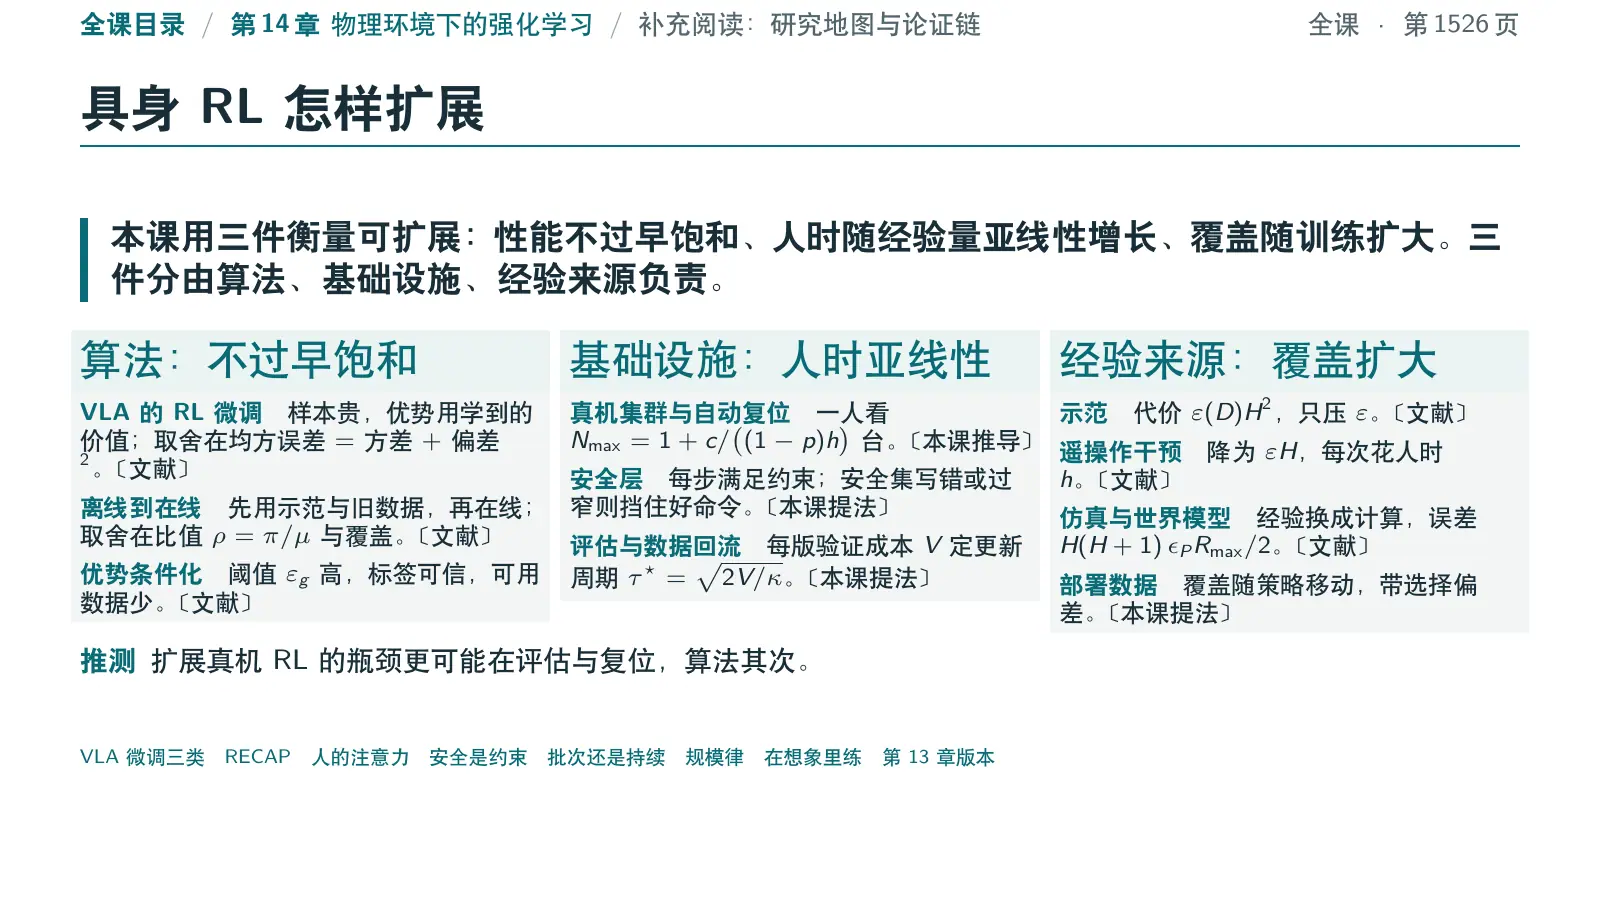 全课目录 / 第 14 章 物理环境下的强化学习 / 补充阅读：研究地图与论证链
全课 · 第 1526 页
具身 RL 怎样扩展
本课用三件衡量可扩展：性能不过早饱和、人时随经验量亚线性增长、覆盖随训练扩大。三
件分由算法、基础设施、经验来源负责。
算法：不过早饱和
VLA 的 RL 微调 样本贵，优势用学到的
价值；取舍在均方误差 = 方差 + 偏差
²。〔文献〕
离线到在线 先用示范与旧数据，再在线；
取舍在比值 ρ = π/μ 与覆盖。〔文献〕
优势条件化 阈值 ε_g 高，标签可信，可用
数据少。〔文献〕
基础设施：人时亚线性
真机集群与自动复位 一人看
N_max = 1 + c/((1 − p)h) 台。〔本课推导〕
安全层 每步满足约束；安全集写错或过
窄则挡住好命令。〔本课提法〕
评估与数据回流 每版验证成本 V 定更新
周期 τ* = √(2V/κ)。〔本课提法〕
经验来源：覆盖扩大
示范 代价 ε(D)H²，只压 ε。〔文献〕
遥操作干预 降为 εH，每次花人时
h。〔文献〕
仿真与世界模型 经验换成计算，误差
H(H + 1) ϵ_P R_max/2。〔文献〕
部署数据 覆盖随策略移动，带选择偏
差。〔本课提法〕
推测 扩展真机 RL 的瓶颈更可能在评估与复位，算法其次。
VLA 微调三类 RECAP 人的注意力 安全是约束 批次还是持续 规模律 在想象里练 第 13 章版本